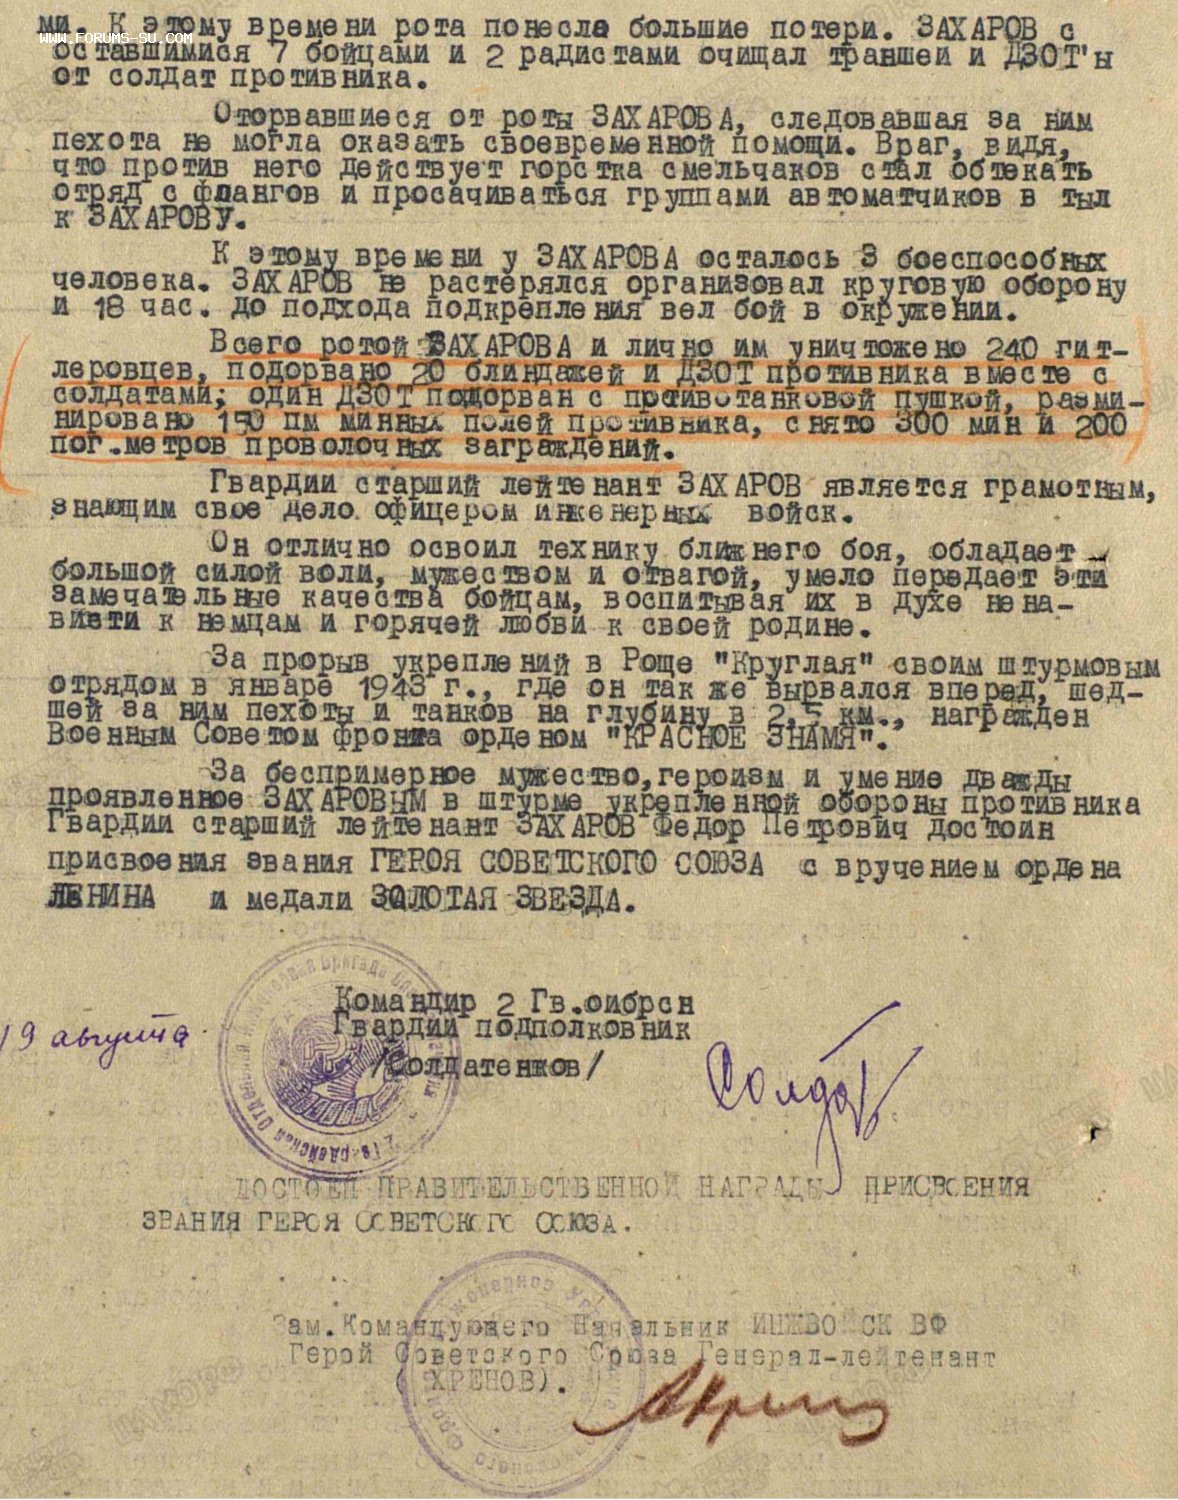 ми. К этому времени рота понесла большие потери. ЗАХАРОВ с
WWW.FORUMS-SU.COM
оставшимися 7 бойцами и 2 радистами очищал траншеи и ДЗОТ'ы
от солдат противника.
Оторвавшиеся от роты ЗАХАРОВА, следовавшая за ним
пехота не могла оказать своевременной помощи. Враг, видя,
что против него действует горстка смельчаков стал обтекать
отряд с флангов и просачиваться группами автоматчиков в тыл
к ЗАХАРОВУ.
К этому времени у ЗАХАРОВА осталось 3 боеспособных
человека. ЗАХАРОВ не растерялся организовал круговую оборону
и 18 час. до подхода подкрепления вел бой в окружении.
Всего ротой ЗАХАРОВА и лично им уничтожено 240 гит-
леровцев, подорвано 20 блиндажей и ДЗОТ противника вместе с
солдатами; один ДЗОТ подорван с противотанковой пушкой, разми-
нировано 150 пм минных полей противника, снято 300 мин и 200
пог.метров проволочных заграждений.
Гвардии старший лейтенант ЗАХАРОВ является грамотным,
знающим свое дело офицером инженерных войск.
Он отлично освоил технику ближнего боя, обладает
большой силой воли, мужеством и отвагой, умело передает эти
замечательные качества бойцам, воспитывая их в духе нена-
висти к немцам и горячей любви к своей родине.
За прорыв укреплений в Роще "Круглая" своим штурмовым
отрядом в январе 1943 г., где он так же вырвался вперед, шед-
шей за ним пехоты и танков на глубину в 2,5 км., награжден
Военным Советом фронта орденом "КРАСНОЕ ЗНАМЯ".
За беспримерное мужество,героизм и умение дважды
проявленное ЗАХАРОВЫМ в штурме укрепленной обороны противника
Гвардии старший лейтенант ЗАХАРОВ Федор Петрович достоин
присвоения звания ГЕРОЯ СОВЕТСКОГО СОЮЗА с вручением ордена
ЛЕНИНА и медали ЗОЛОТАЯ ЗВЕЗДА.
Командир 2 Гв.оибрсн
Гвардии подполковник
19 августа
/Солдатенков/
ДОСТОЕН ПРАВИТЕЛЬСТВЕННОЙ НАГРАДЫ ПРИСВОЕНИЯ
ЗВАНИЯ ГЕРОЯ СОВЕТСКОГО СОЮЗА.
Зам.Командующего Начальник ИНЖВОЙСК ВФ
Герой Советского Союза Генерал-лейтенант
( ХРЕНОВ).